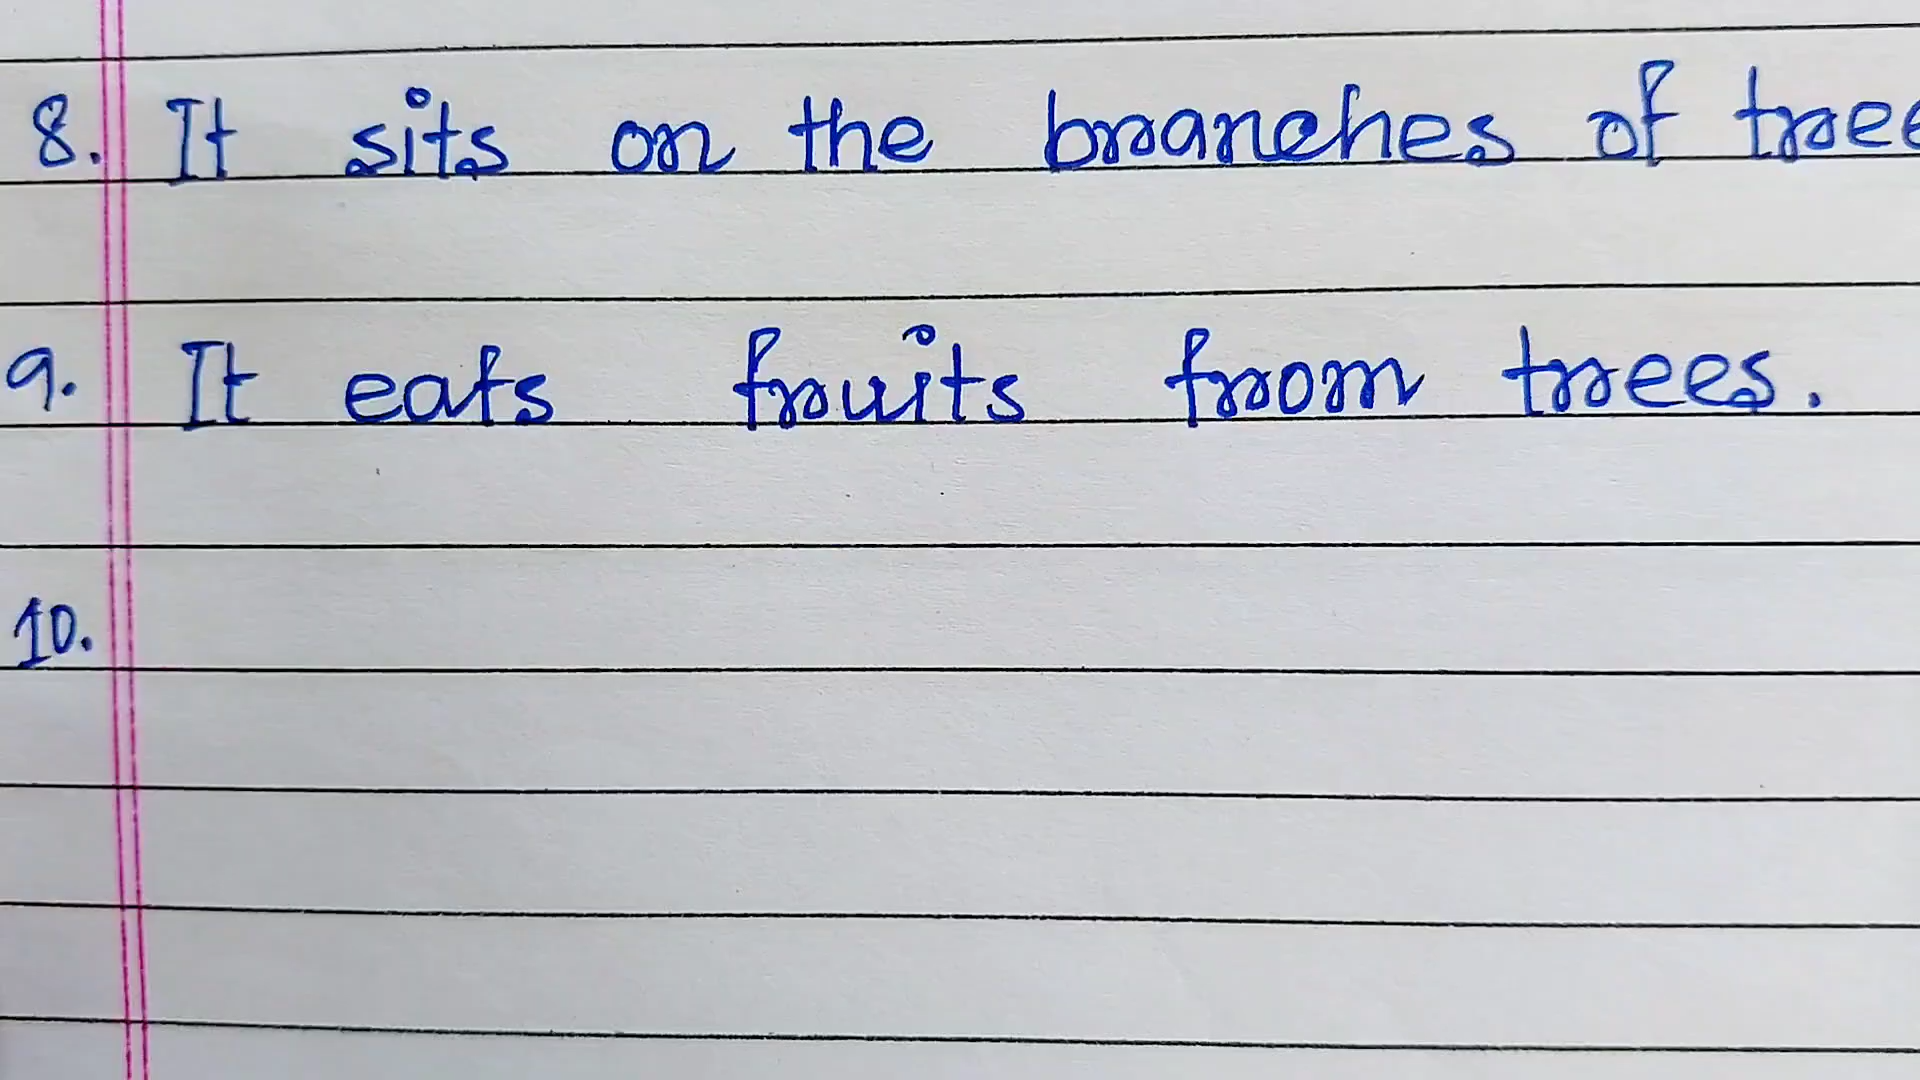 8. It sits on the branches of tree
9. It eats fruits from trees.
10.